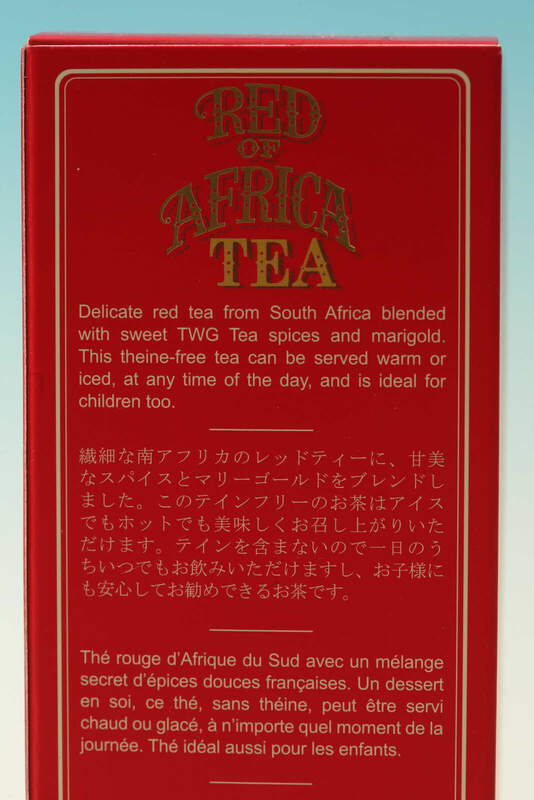 RED
OF
AFRICA
TEA
Delicate red tea from South Africa blended
with sweet TWG Tea spices and marigold.
This theine-free tea can be served warm or
iced, at any time of the day, and is ideal for
children too.
繊細な南アフリカのレッドティーに、甘美
なスパイスとマリーゴールドをブレンドし
ました。このテインフリーのお茶はアイス
でもホットでも美味しくお召し上がりいた
だけます。テインを含まないので一日のう
ちいつでもお飲みいただけますし、お子様に
も安心してお勧めできるお茶です。
Thé rouge d’Afrique du Sud avec un mélange
secret d’épices douces françaises. Un dessert
en soi, ce thé, sans théine, peut être servi
chaud ou glacé, à n’importe quel moment de la
journée. Thé idéal aussi pour les enfants.